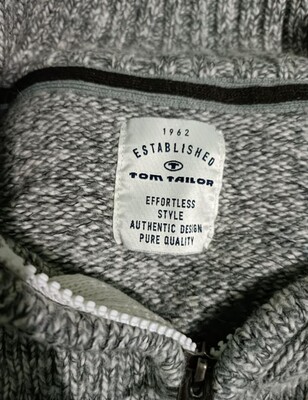 1962
ESTABLISHED
T
TOM TAILOR
EFFORTLESS
STYLE
AUTHENTIC DESIGN
PURE QUALITY